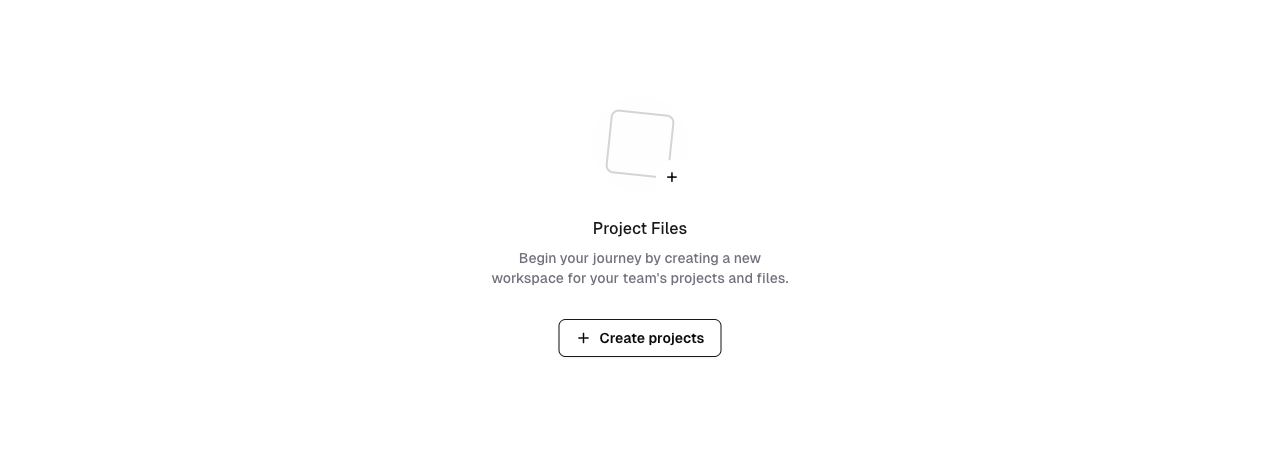 Project Files
Begin your journey by creating a new
workspace for your team's projects and files.
Create projects